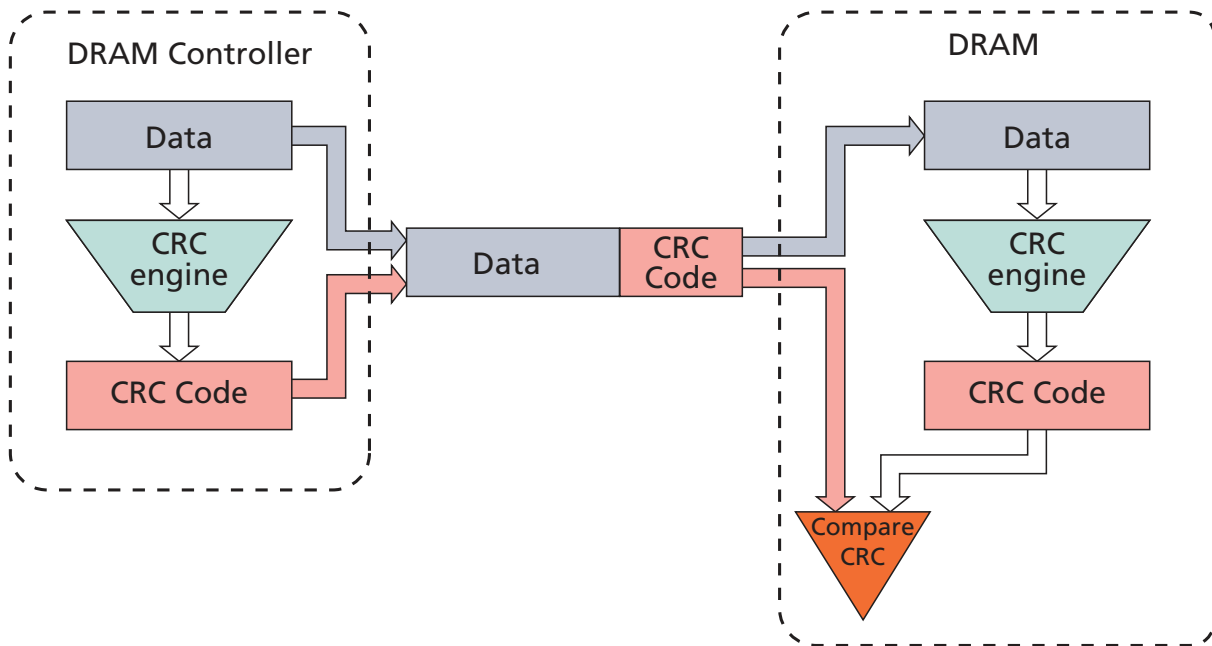 DRAM Controller
Data
CRC
engine
CRC Code
Data
CRC
Code
DRAM
Data
CRC
engine
CRC Code
Compare
CRC